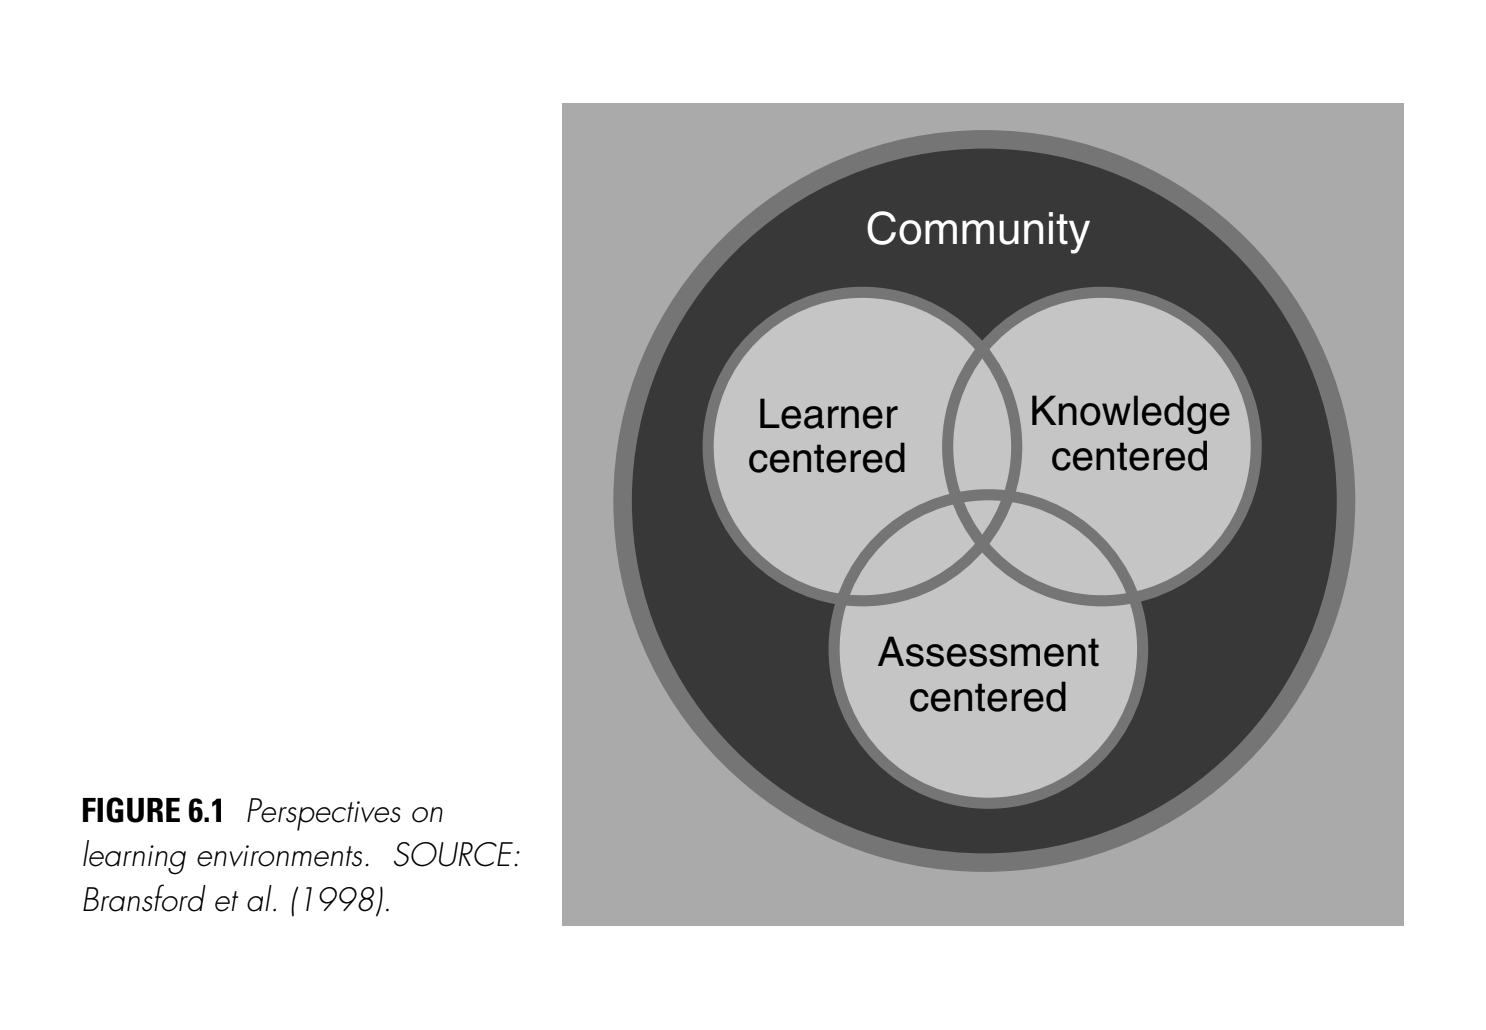 Community
Learner
centered
Knowledge
centered
Assessment
centered
FIGURE 6.1 Perspectives on
learning environments. SOURCE:
Bransford et al. (1998).